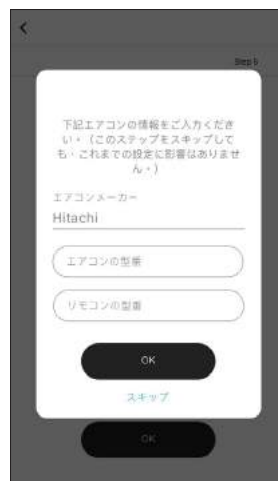 Step 6
下記エアコンの情報をご入力くださ
い。(このステップをスキップして
も、これまでの設定に影響はありませ
ん。)
エアコンメーカー
Hitachi
エアコンの型番
リモコンの型番
OK
スキップ
OK